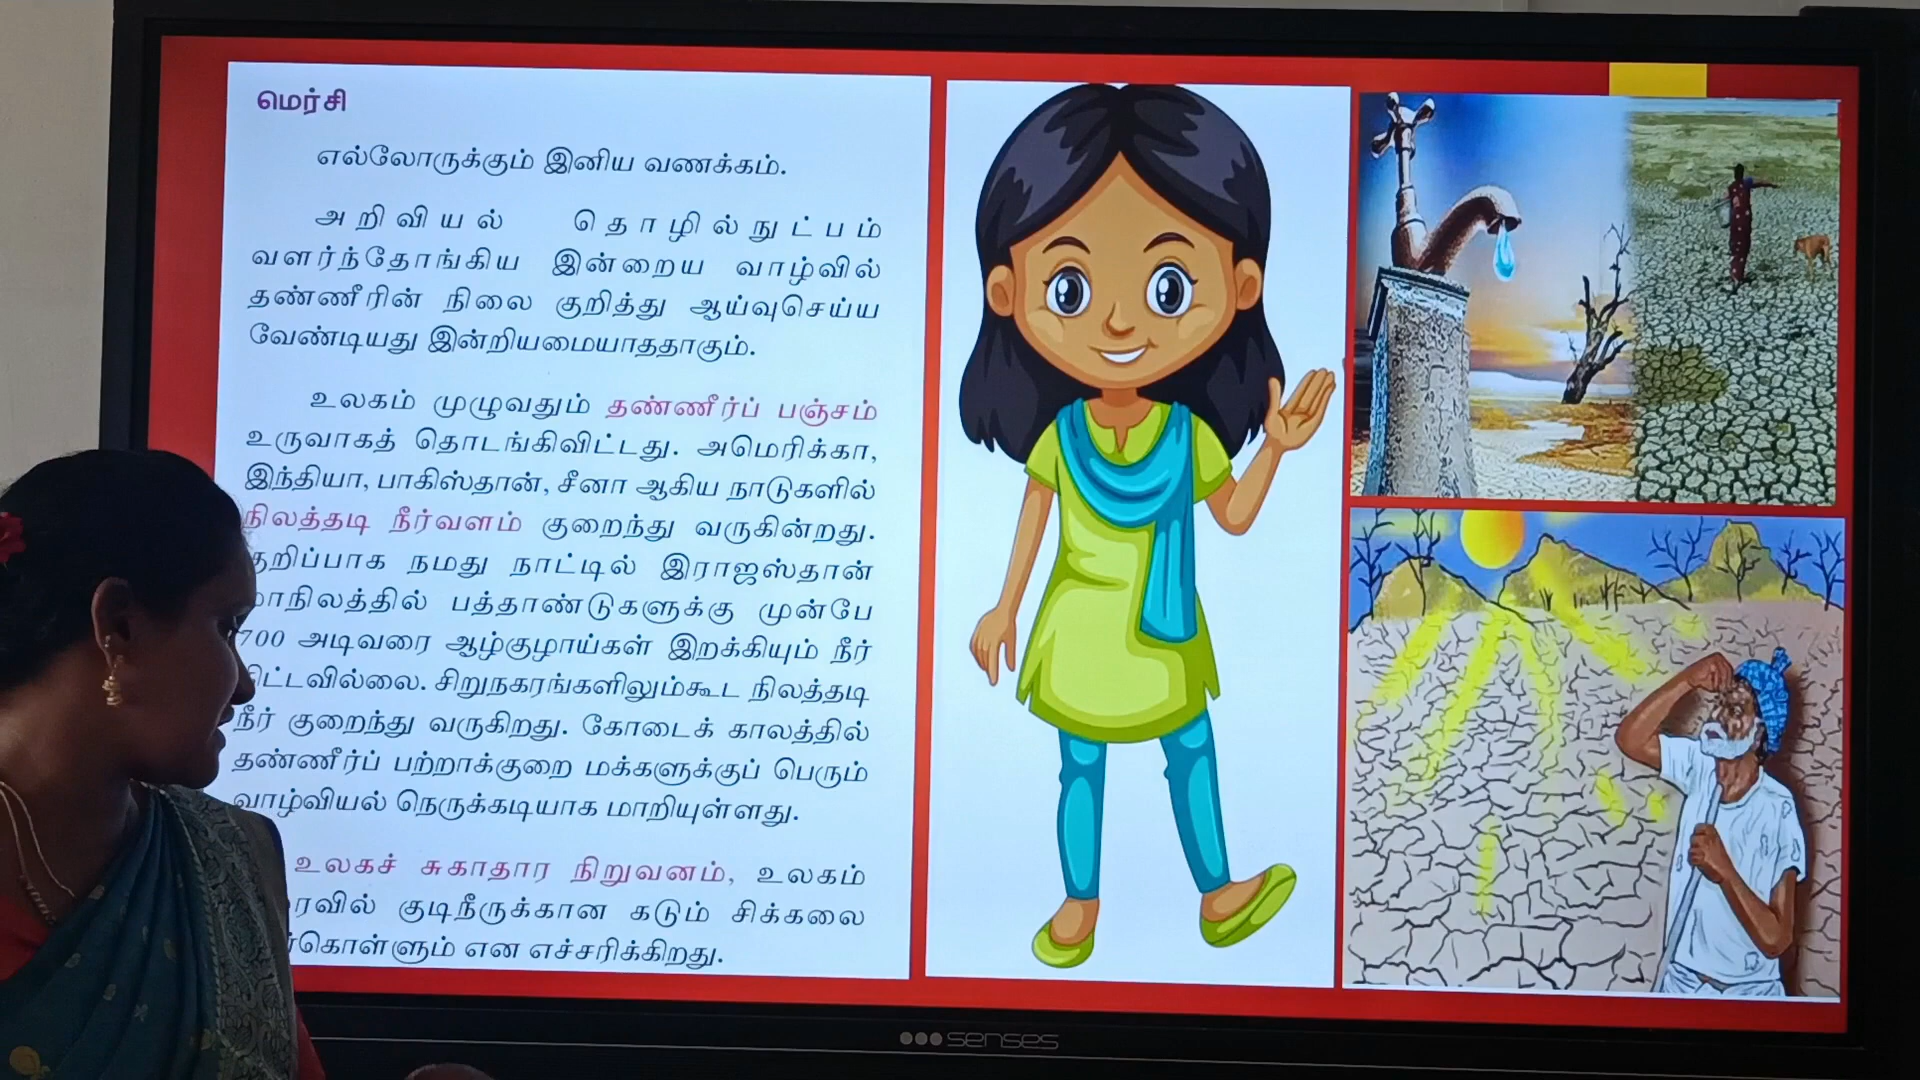 மெர்சி
எல்லோருக்கும் இனிய வணக்கம்.
அறிவியல் தொழில்நுட்பம்
வளர்ந்தோங்கிய இன்றைய வாழ்வில்
தண்ணீரின் நிலை குறித்து ஆய்வுசெய்ய
வேண்டியது இன்றியமையாததாகும்.
உலகம் முழுவதும் தண்ணீர்ப் பஞ்சம்
உருவாகத் தொடங்கிவிட்டது. அமெரிக்கா,
இந்தியா, பாகிஸ்தான், சீனா ஆகிய நாடுகளில்
நிலத்தடி நீர்வளம் குறைந்து வருகின்றது.
குறிப்பாக நமது நாட்டில் இராஜஸ்தான்
மாநிலத்தில் பத்தாண்டுகளுக்கு முன்பே
700 அடிவரை ஆழ்குழாய்கள் இறக்கியும் நீர்
கிட்டவில்லை. சிறுநகரங்களிலும்கூட நிலத்தடி
நீர் குறைந்து வருகிறது. கோடைக் காலத்தில்
தண்ணீர்ப் பற்றாக்குறை மக்களுக்குப் பெரும்
வாழ்வியல் நெருக்கடியாக மாறியுள்ளது.
உலகச் சுகாதார நிறுவனம், உலகம்
குடிநீருக்கான கடும் சிக்கலை
என எச்சரிக்கிறது.
senses